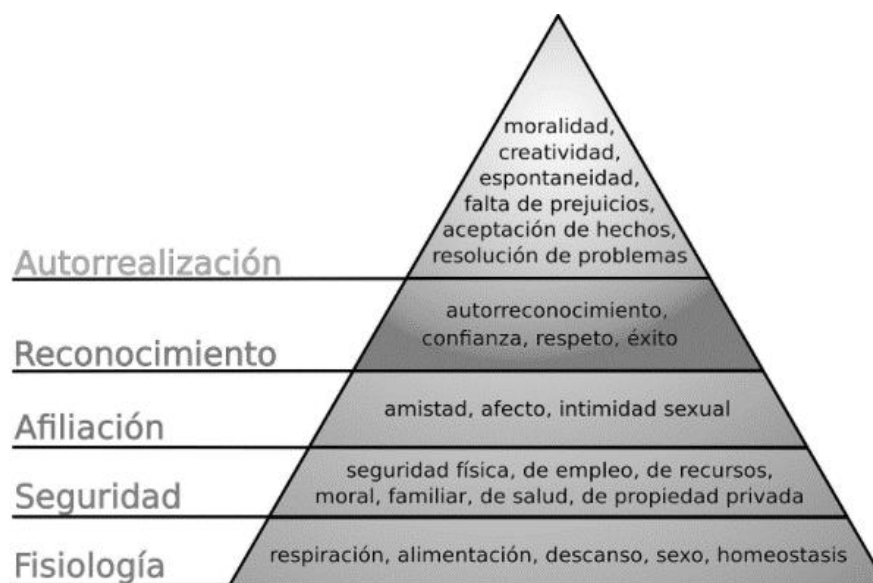 moralidad,
creatividad,
espontaneidad,
falta de prejuicios,
aceptación de hechos,
resolución de problemas
Autorrealización
autorreconocimiento,
confianza, respeto, éxito
Reconocimiento
amistad, afecto, intimidad sexual
Afiliación
seguridad física, de empleo, de recursos,
moral, familiar, de salud, de propiedad privada
Seguridad
respiración, alimentación, descanso, sexo, homeostasis
Fisiología